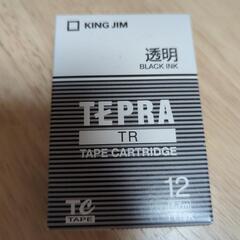 KING JIM
透明
BLACK INK
TEPRA
TR
TAPE CARTRIDGE
12
TC
TAPE